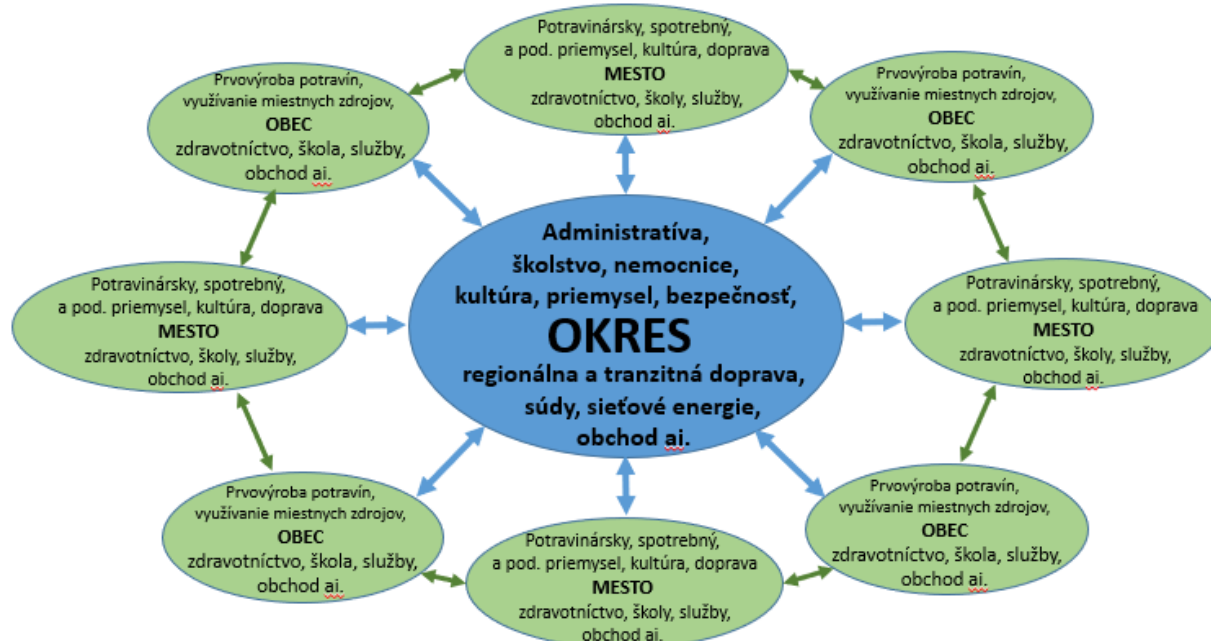 Potravinársky, spotrebný,
a pod. priemysel, kultúra, doprava
MESTO
zdravotníctvo, školy, služby,
obchod ai.
Prvovýroba potravín,
využívanie miestnych zdrojov,
OBEC
zdravotníctvo, škola, služby,
obchod ai.
Prvovýroba potravín,
využívanie miestnych zdrojov,
OBEC
zdravotníctvo, škola, služby,
obchod ai.
Potravinársky, spotrebný,
a pod. priemysel, kultúra, doprava
MESTO
zdravotníctvo, školy, služby,
obchod ai.
Administratíva,
školstvo, nemocnice,
kultúra, priemysel, bezpečnosť,
OKRES
regionálna a tranzitná doprava,
súdy, sieťové energie,
obchod ai.
Potravinársky, spotrebný,
a pod. priemysel, kultúra, doprava
MESTO
zdravotníctvo, školy, služby,
obchod ai.
Prvovýroba potravín,
využívanie miestnych zdrojov,
OBEC
zdravotníctvo, škola, služby,
obchod ai.
Potravinársky, spotrebný,
a pod. priemysel, kultúra, doprava
MESTO
zdravotníctvo, školy, služby,
obchod ai.
Prvovýroba potravín,
využívanie miestnych zdrojov,
OBEC
zdravotníctvo, škola, služby,
obchod ai.